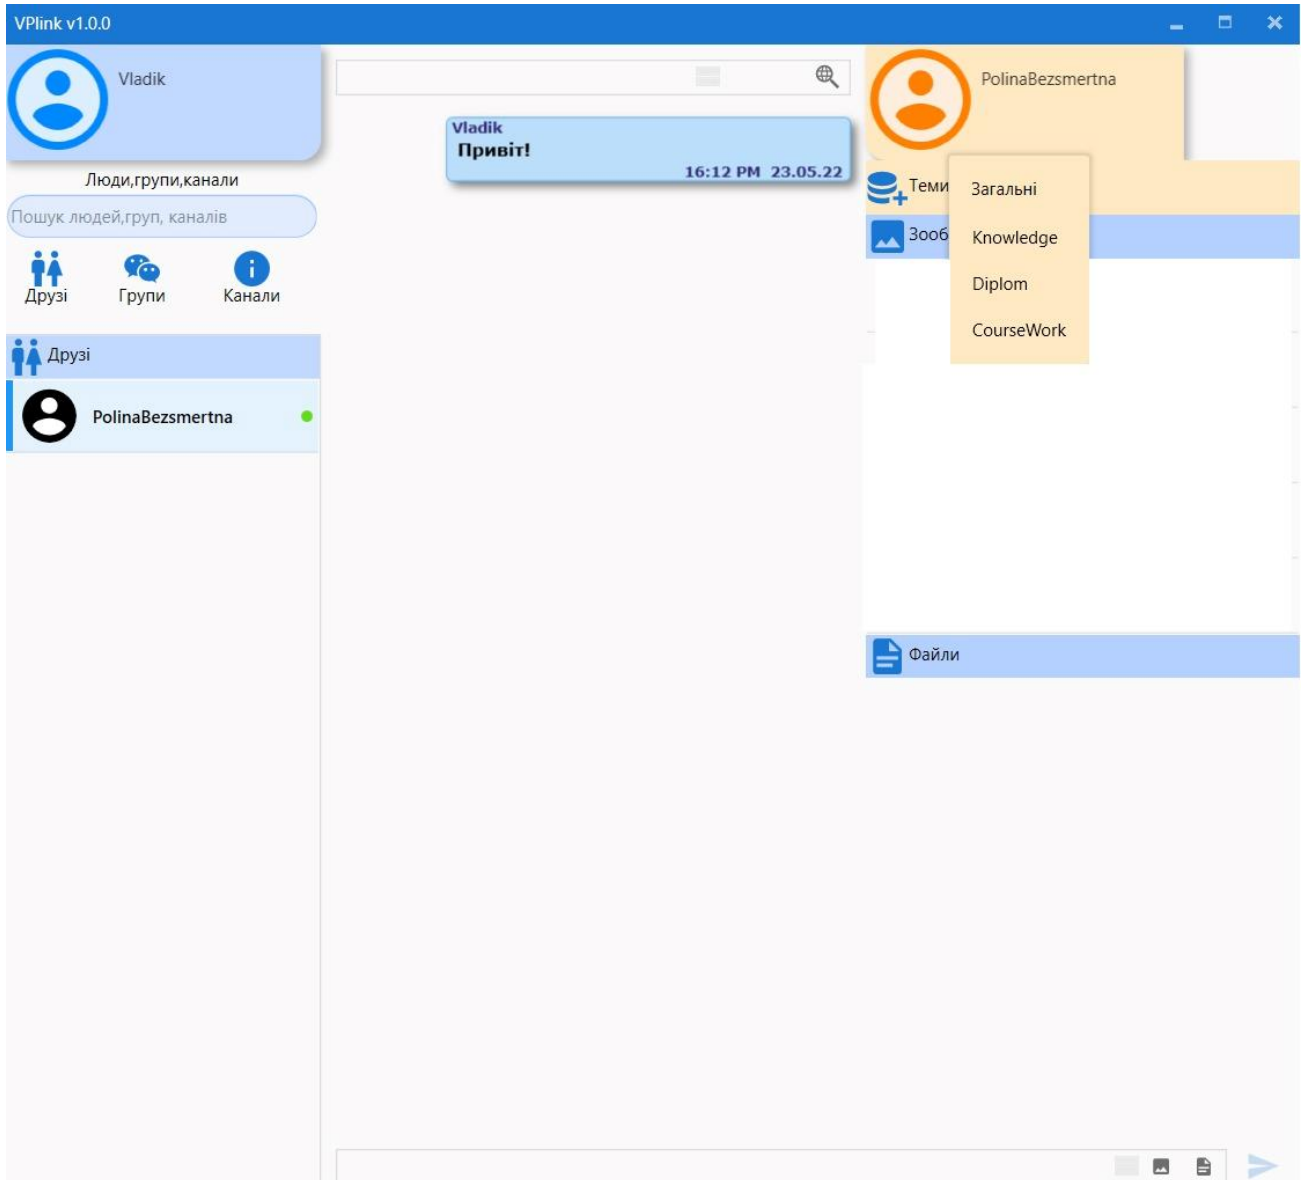 VPlink v1.0.0
Vladik
Люди,групи,канали
Пошук людей,груп, каналів
Друзі
Групи
Канали
Друзі
PolinaBezsmertna
Vladik
Привіт!
16:12 PM 23.05.22
PolinaBezsmertna
Теми
Зооб
Загальні
Knowledge
Diplom
CourseWork
Файли